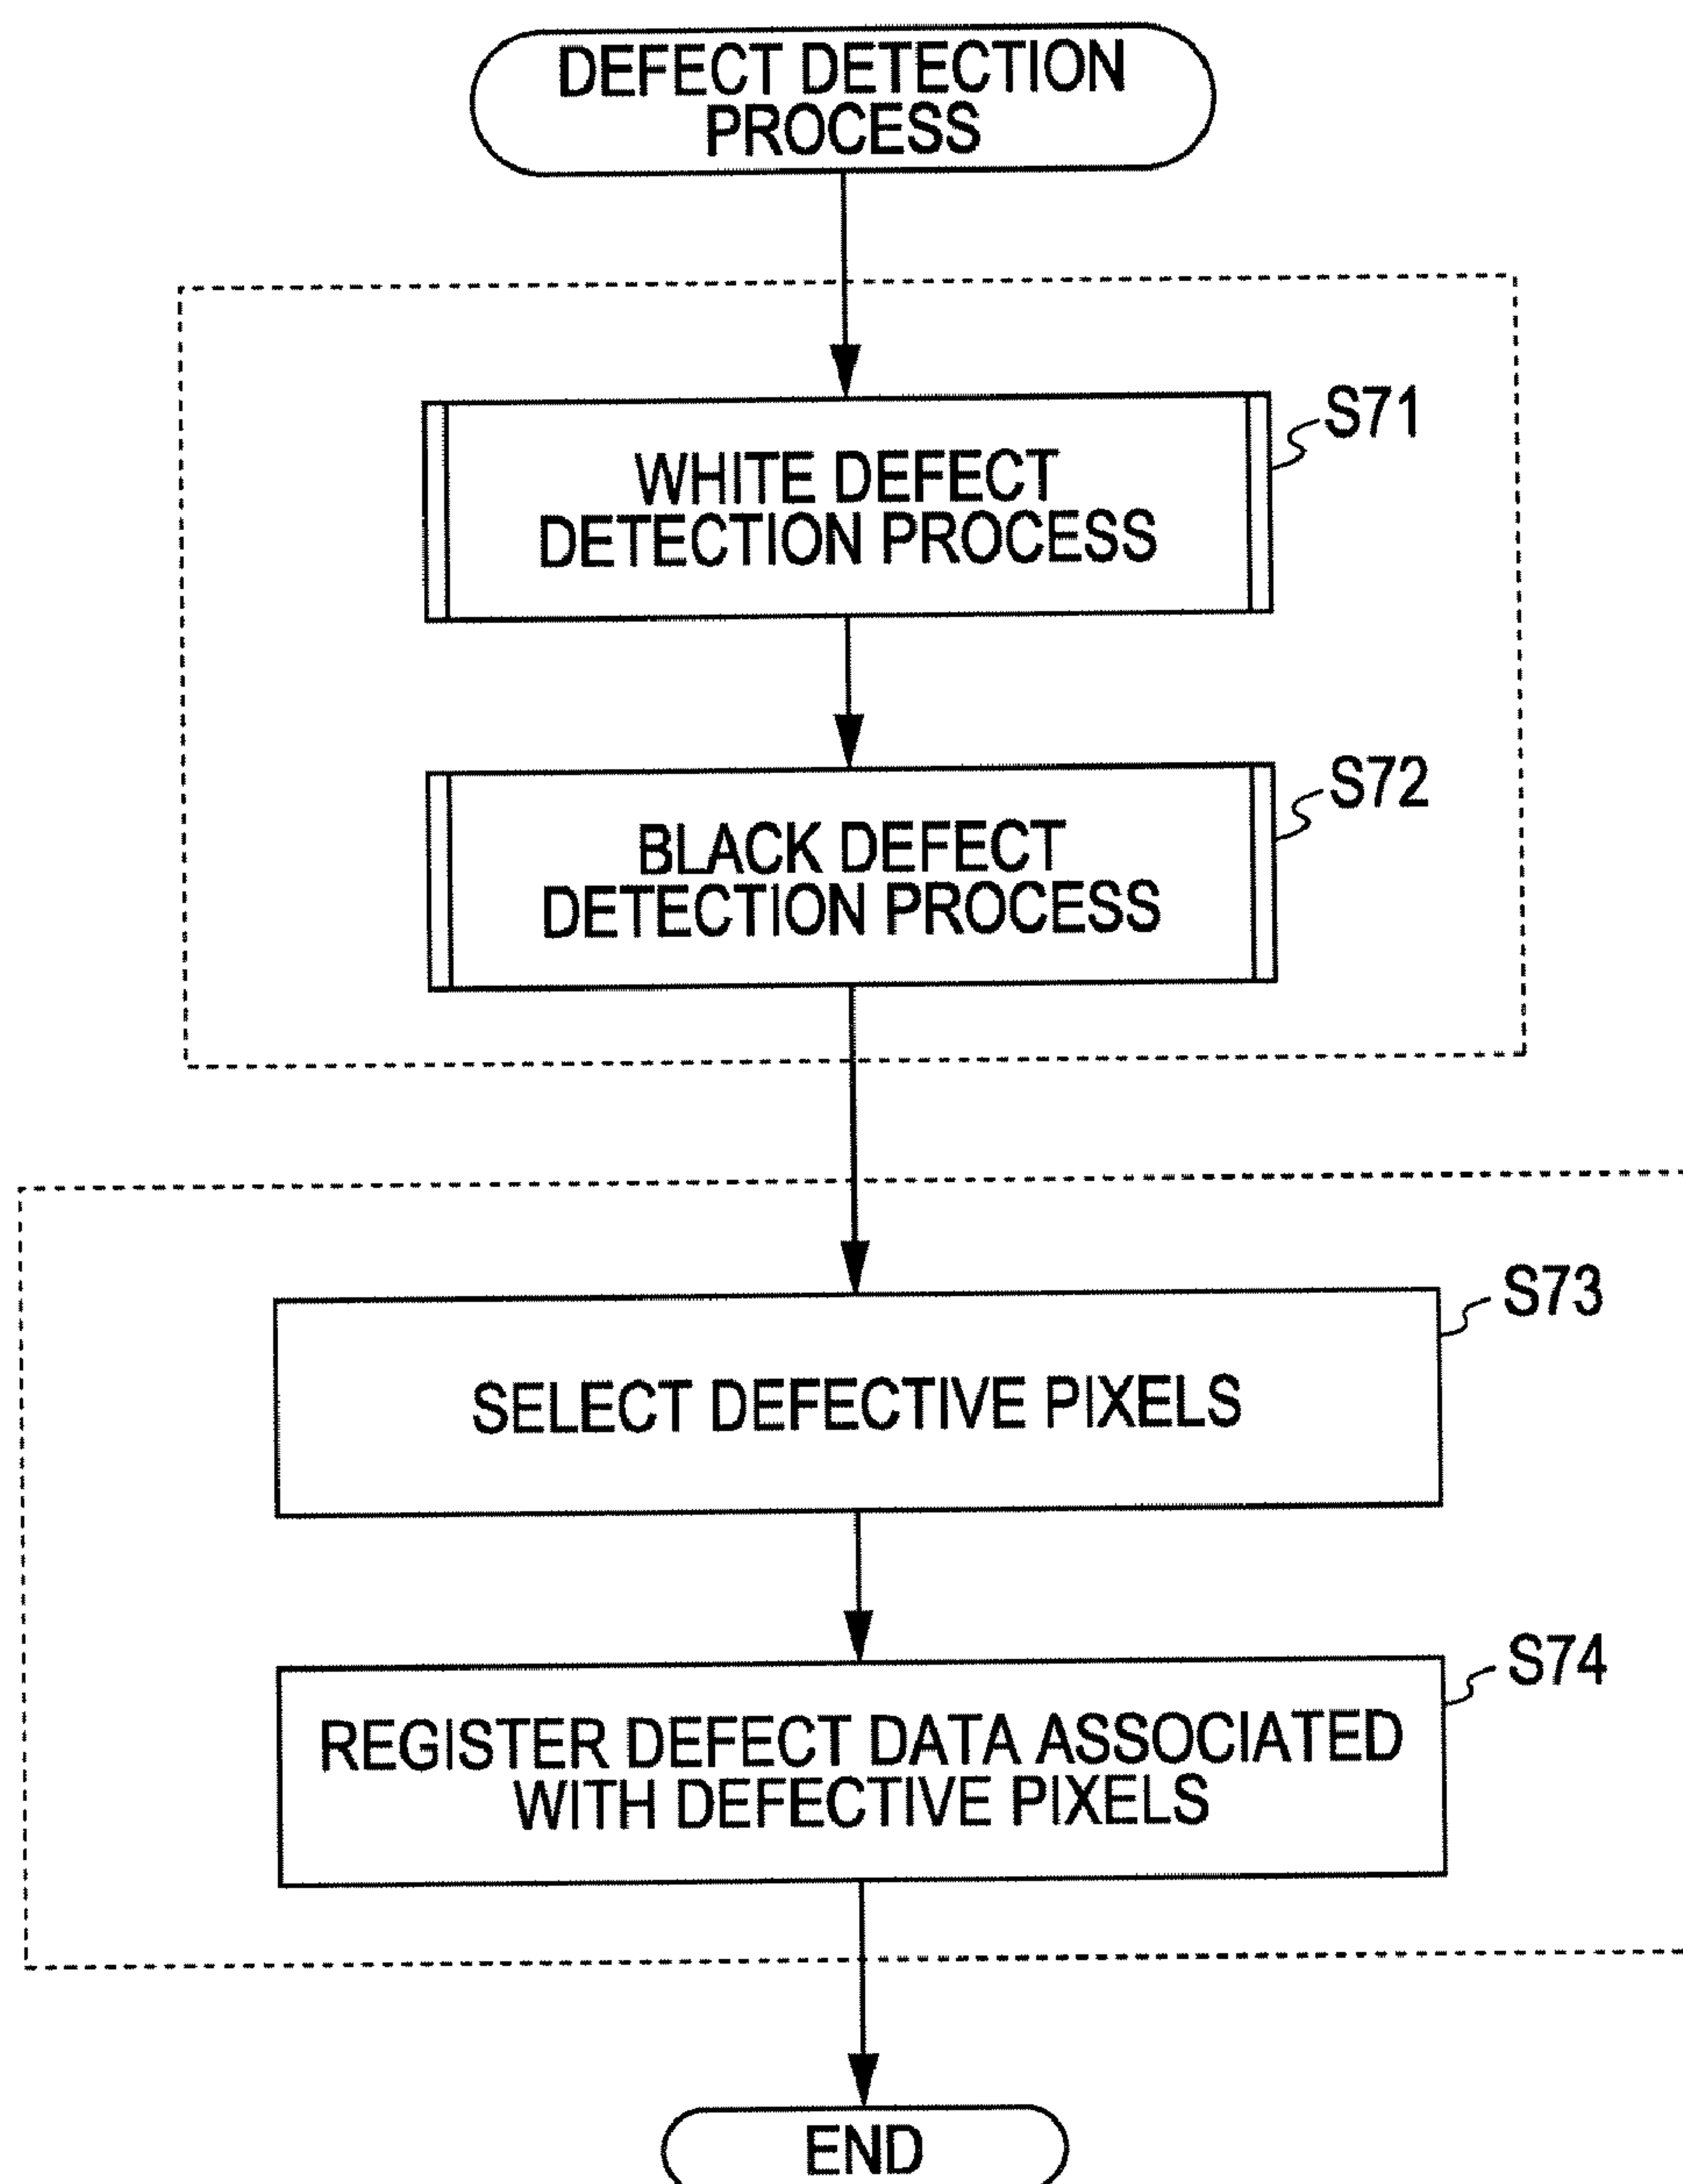 DEFECT DETECTION
PROCESS
S71
WHITE DEFECT
DETECTION PROCESS
S72
BLACK DEFECT
DETECTION PROCESS
S73
SELECT DEFECTIVE PIXELS
S74
REGISTER DEFECT DATA ASSOCIATED
WITH DEFECTIVE PIXELS
END